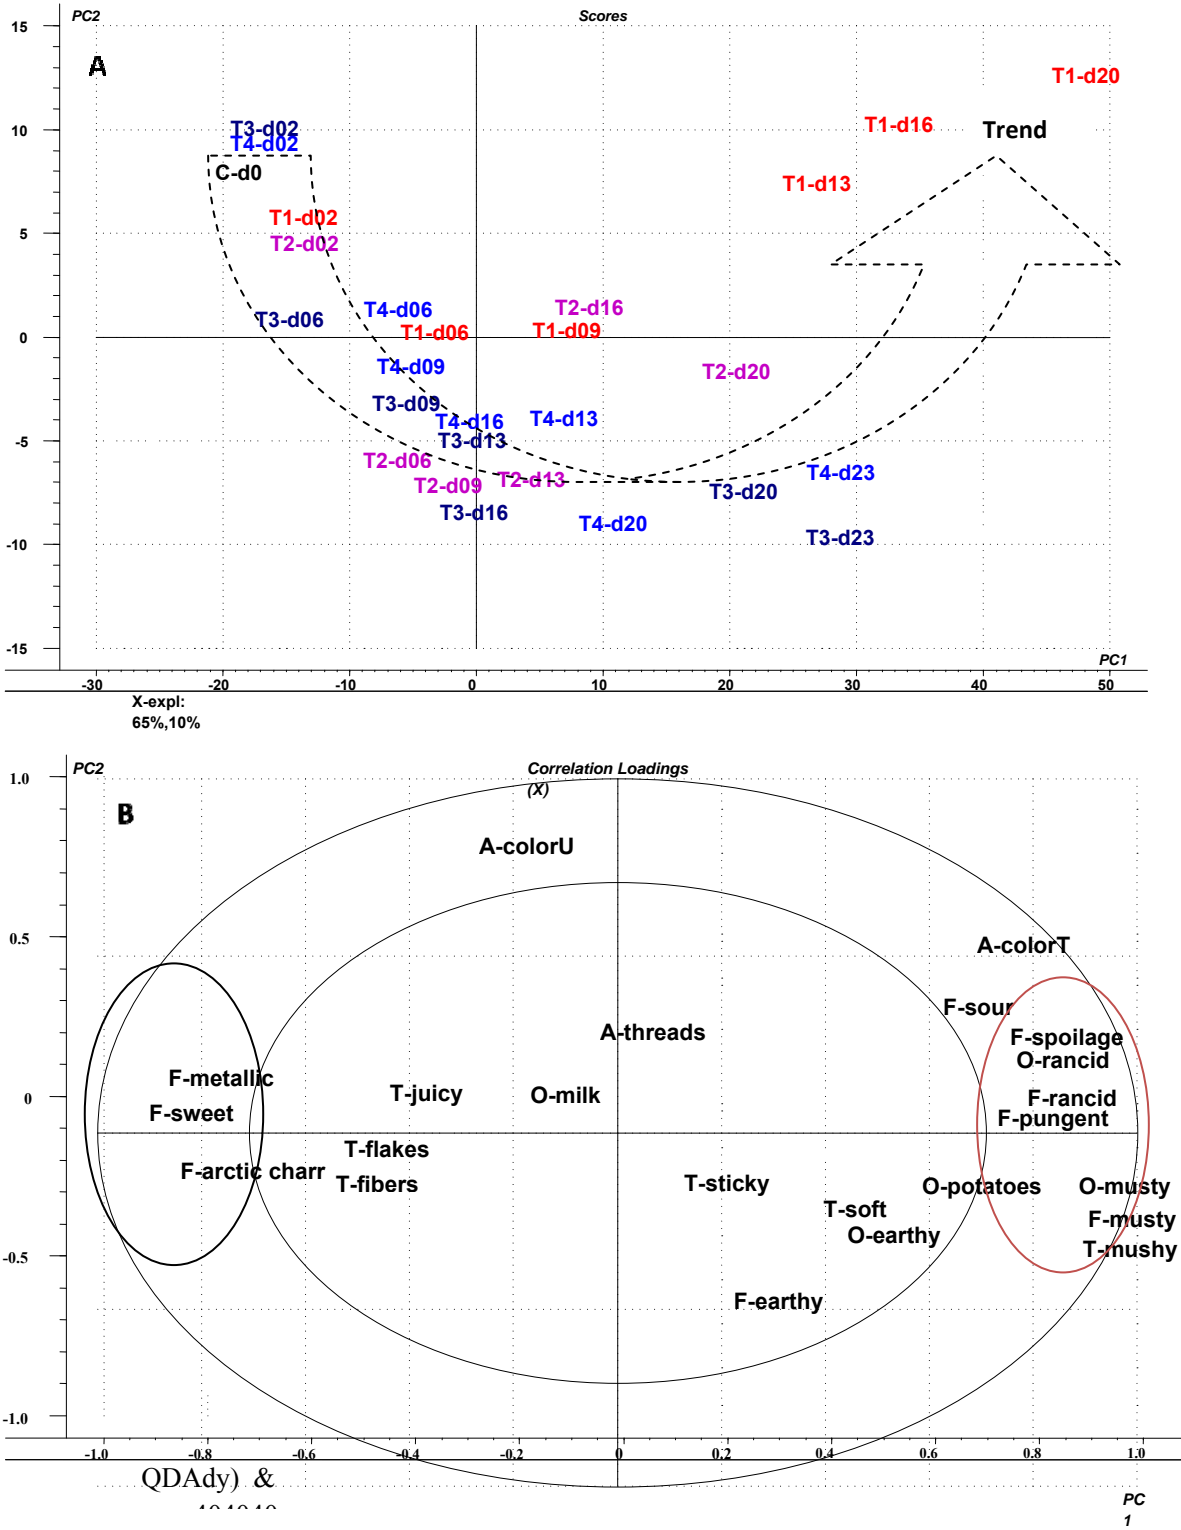 PC2
Scores
15
A
T1-d20
T3-d02
10
T1-d16
Trend
T4-d02
C-d0
T1-d13
T1-d02
5
T2-d02
T4-d06
T2-d16
T3-d06
T1-d06
T1-d09
0
T4-d09
T2-d20
T3-d09
T4-d16
T4-d13
-5
T3-d13
T2-d06
T4-d23
T2-d09
T2-d13
T3-d20
T3-d16
T4-d20
-10
T3-d23
-15
PC1
-30 -20 -10 0 10 20 30 40 50
X-expl:
65%,10%
PC2
Correlation Loadings
(X)
1.0
B
A-colorU
0.5
A-colorT
F-sour
A-threads
F-spoilage
O-rancid
F-metallic
T-juicy
O-milk
F-rancid
0
F-sweet
F-pungent
T-flakes
F-arctic charr
T-fibers
T-sticky
O-potatoes
O-musty
T-soft
F-musty
O-earthy
T-mushy
-0.5
F-earthy
-1.0
-1.0 -0.8 -0.6 -0.4 -0.2 0 0.2 0.4 0.6 0.8 1.0
QDAdy) &
PC
1